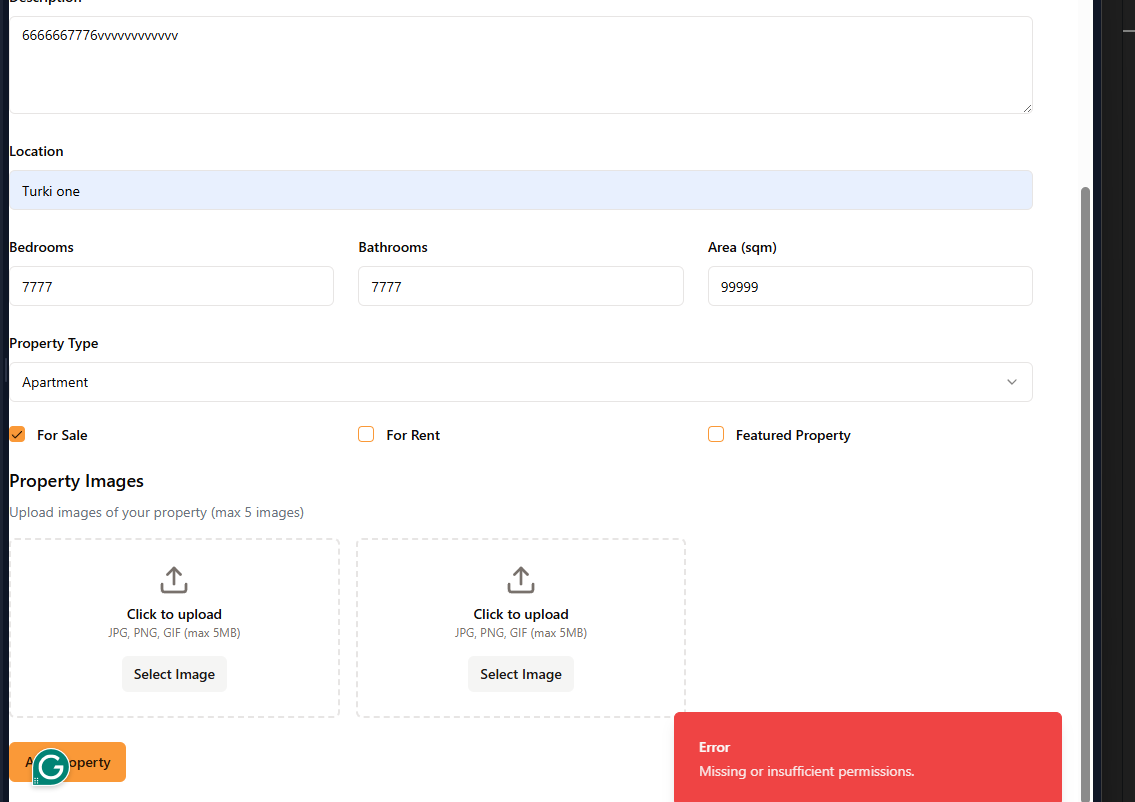 Description
6666667776vvvvvvvvvvvv
Location
Turki one
Bedrooms
Bathrooms
Area (sqm)
7777
7777
99999
Property Type
Apartment
For Sale
For Rent
Featured Property
Property Images
Upload images of your property (max 5 images)
Click to upload
JPG, PNG, GIF (max 5MB)
Select Image
Click to upload
JPG, PNG, GIF (max 5MB)
Select Image
Error
Missing or insufficient permissions.